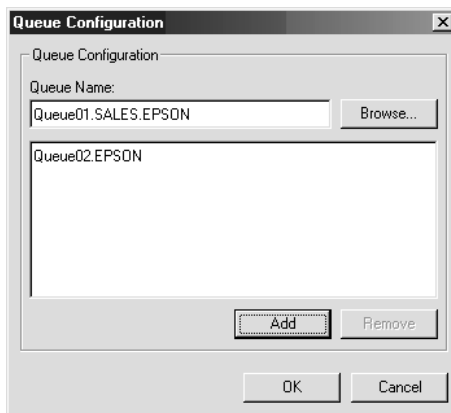 Queue Configuration
Queue Configuration
Queue Name:
Queue01.SALES.EPSON
Browse...
Queue02.EPSON
Add
Remove
OK
Cancel